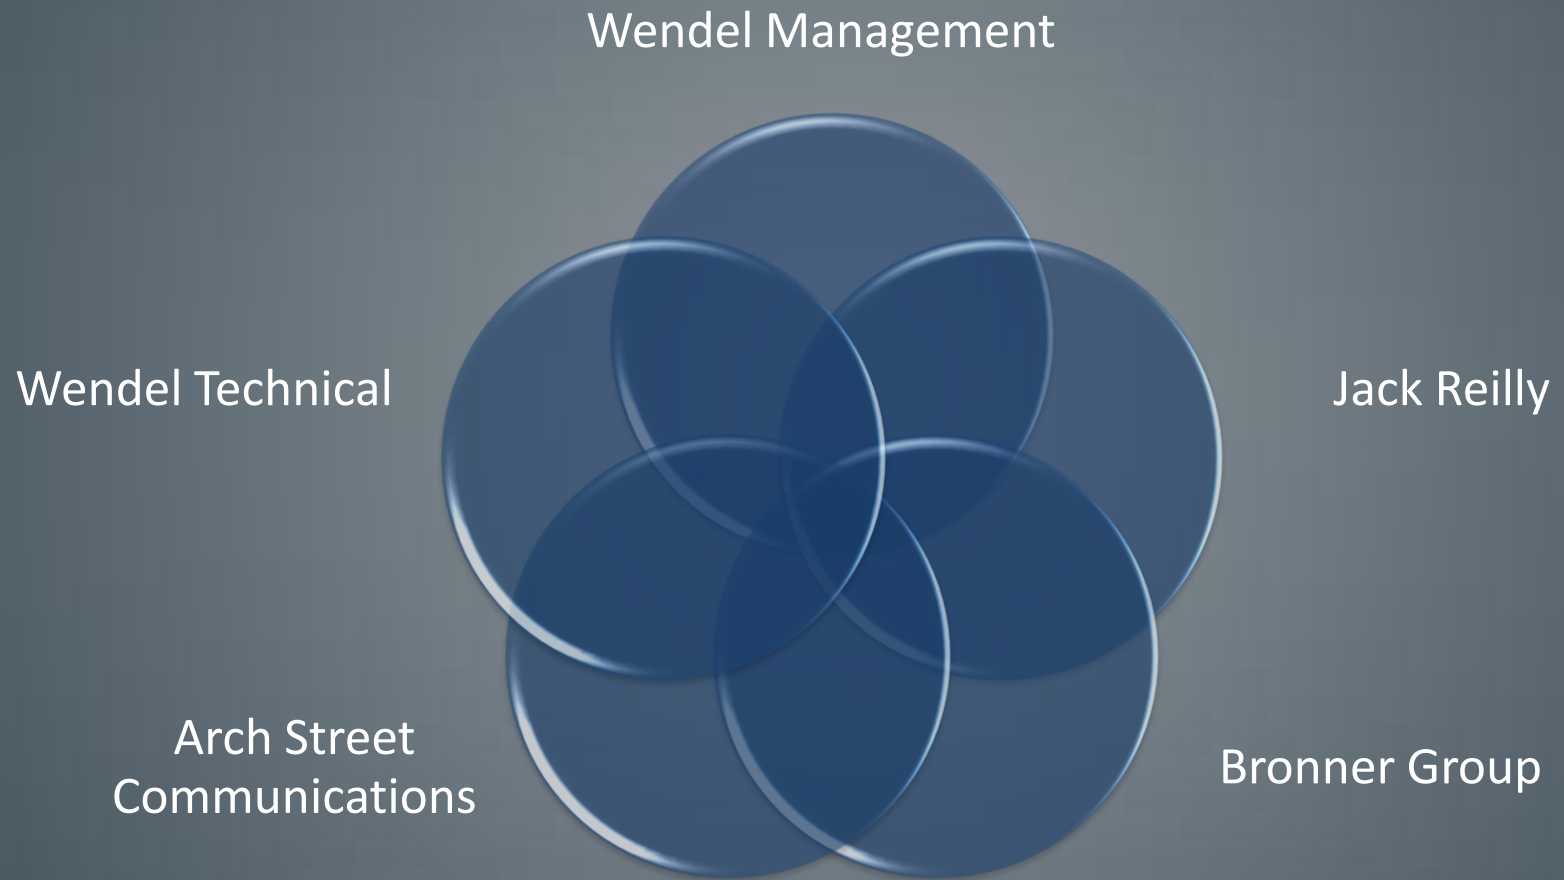 Wendel Management
Wendel Technical
Jack Reilly
Arch Street
Communications
Bronner Group